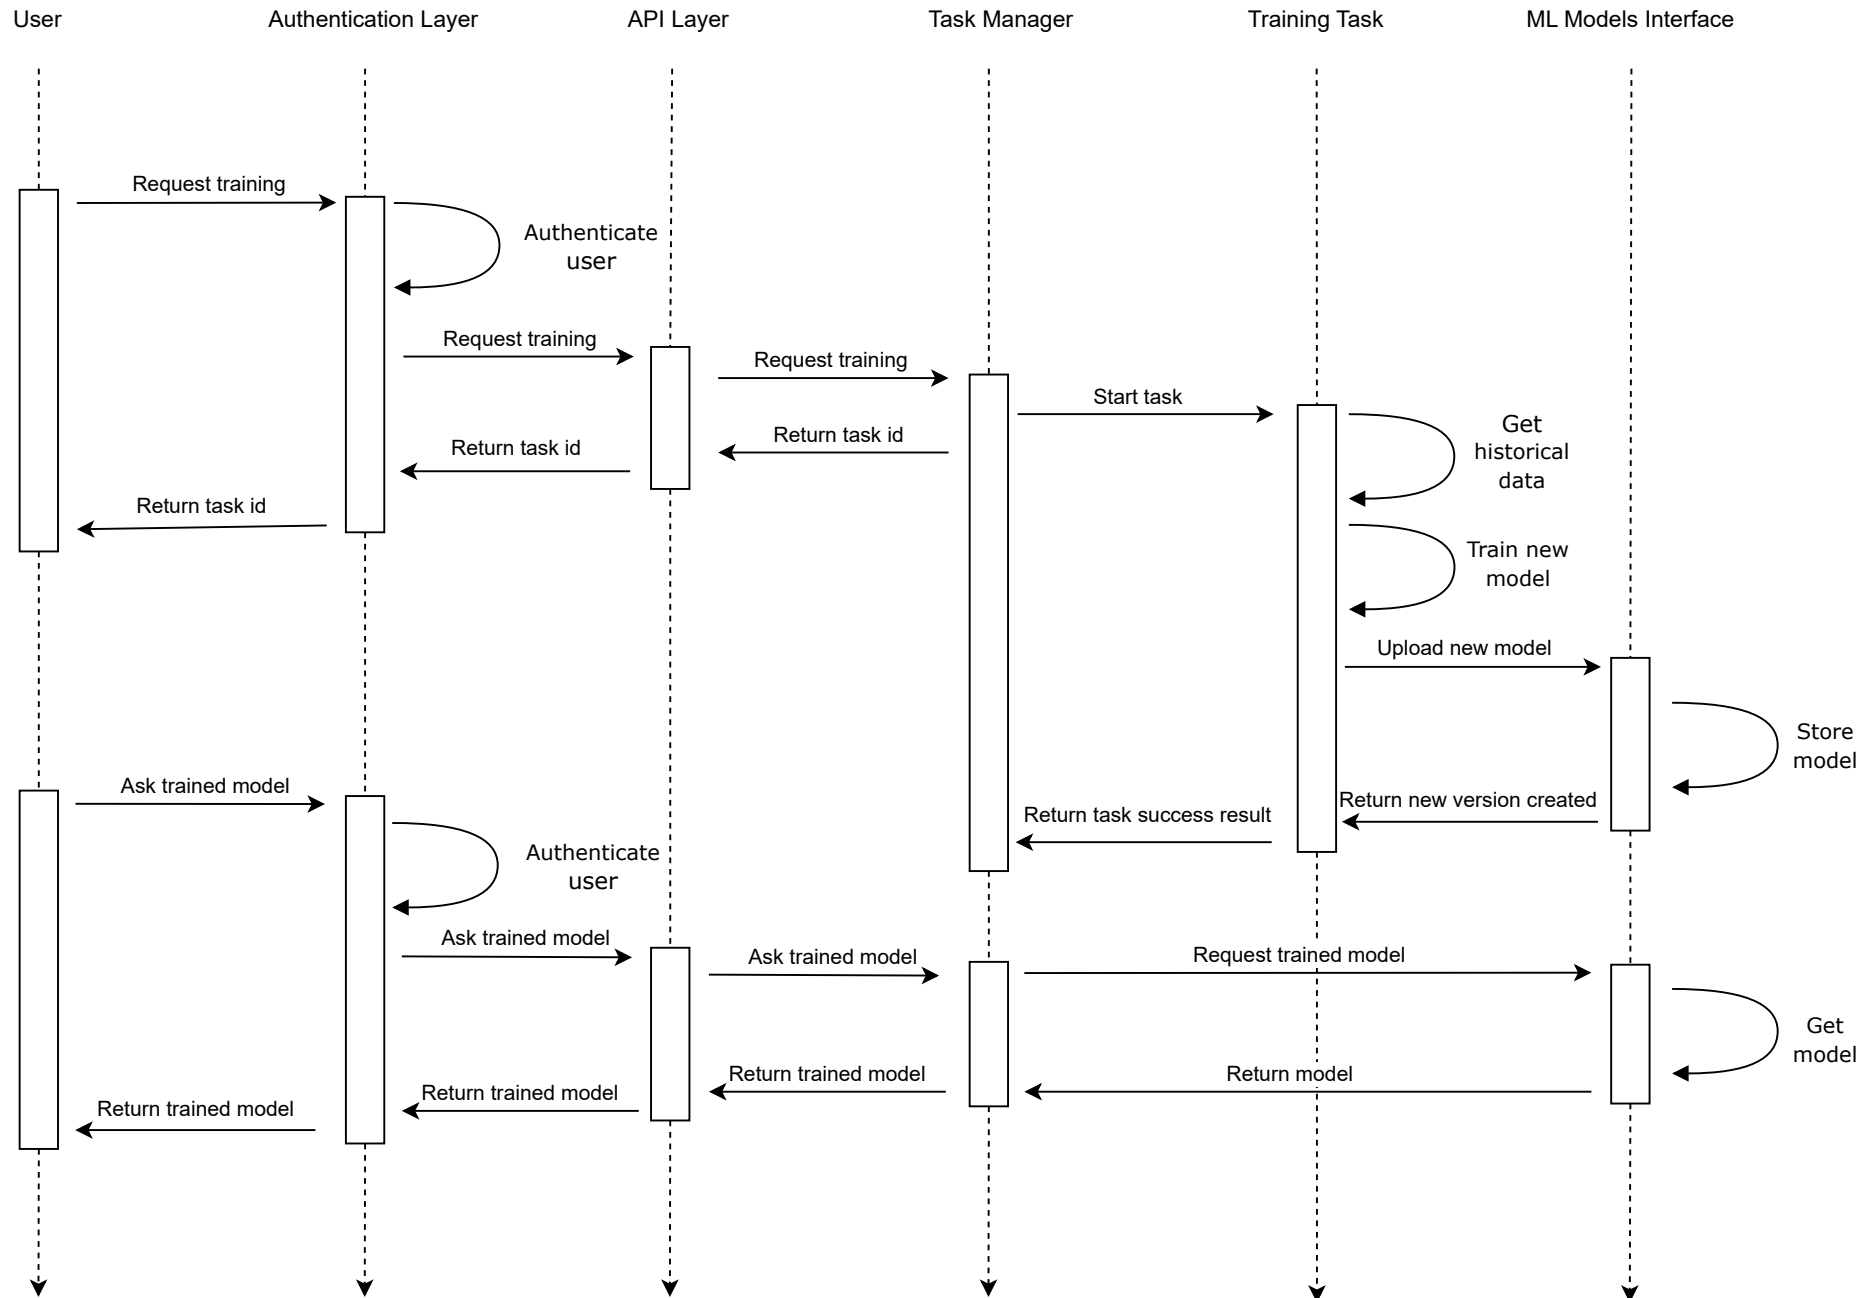 User
Authentication Layer
API Layer
Task Manager
Training Task
ML Models Interface
Request training
Authenticate
user
Request training
Request training
Start task
Get
historical
data
Return task id
Return task id
Return task id
Train new
model
Upload new model
Store
model
Ask trained model
Return new version created
Return task success result
Authenticate
user
Ask trained model
Ask trained model
Request trained model
Get
model
Return model
Return trained model
Return trained model
Return trained model